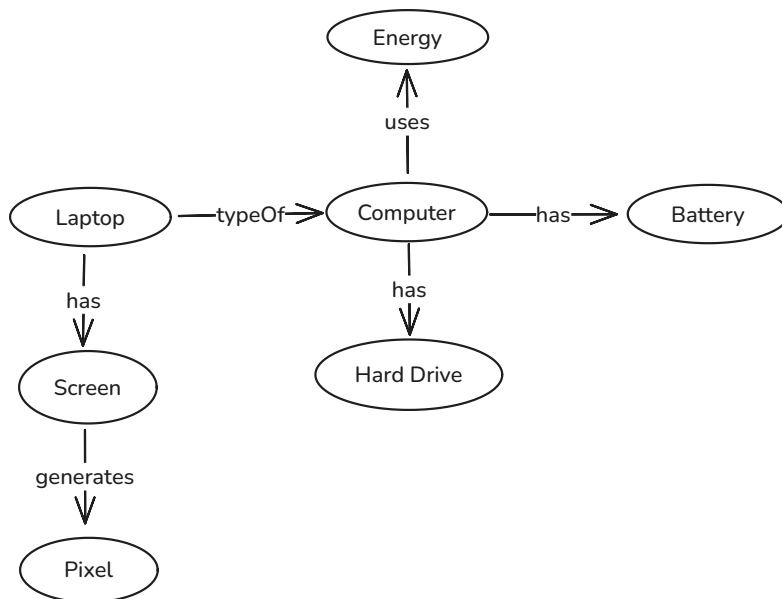 Energy
uses
Laptop
typeOf
Computer
has
Battery
has
has
Screen
Hard Drive
generates
Pixel